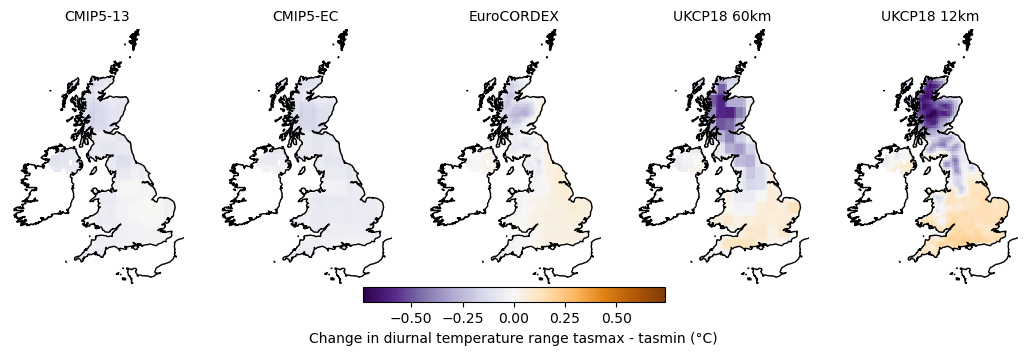 CMIP5-13 CMIP5-EC EuroCORDEX UKCP18 60km UKCP18 12km
−0.50 −0.25 0.00 0.25 0.50
Change in diurnal temperature range tasmax - tasmin (°C)